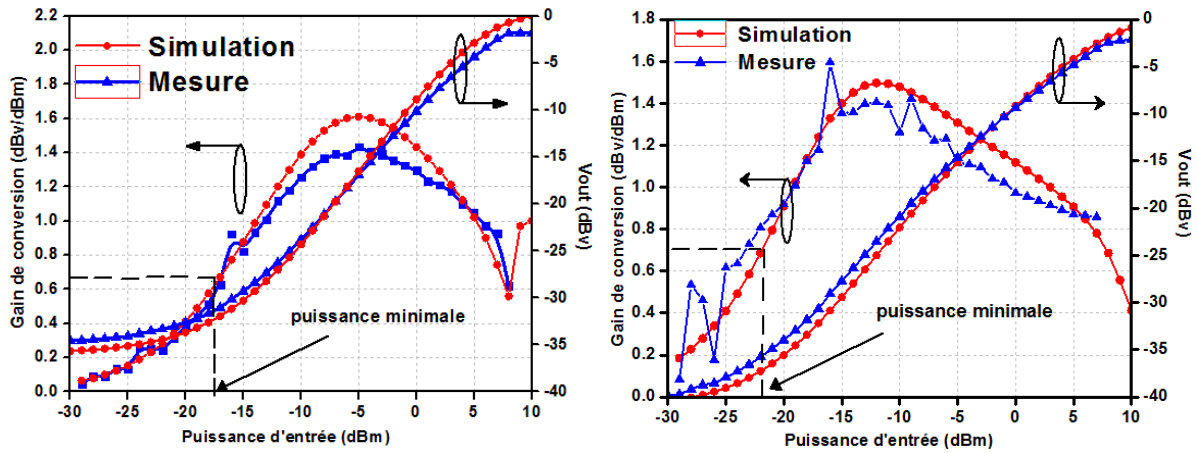 2.2
2.0
1.8
1.6
1.4
1.2
1.0
0.8
0.6
0.4
0.2
0.0
Gain de conversion (dBv/dBm)
Simulation
Mesure
puissance minimale
0
-5
-10
-15
-20
-25
-30
-35
-40
Vout (dBv)
-30 -25 -20 -15 -10 -5 0 5 10
Puissance d'entrée (dBm)
1.8
1.6
1.4
1.2
1.0
0.8
0.6
0.4
0.2
0.0
Gain de conversion (dBv/dBm)
Simulation
Mesure
puissance minimale
0
-5
-10
-15
-20
-25
-30
-35
-40
Vout (dBv)
-30 -25 -20 -15 -10 -5 0 5 10
Puissance d'entrée (dBm)